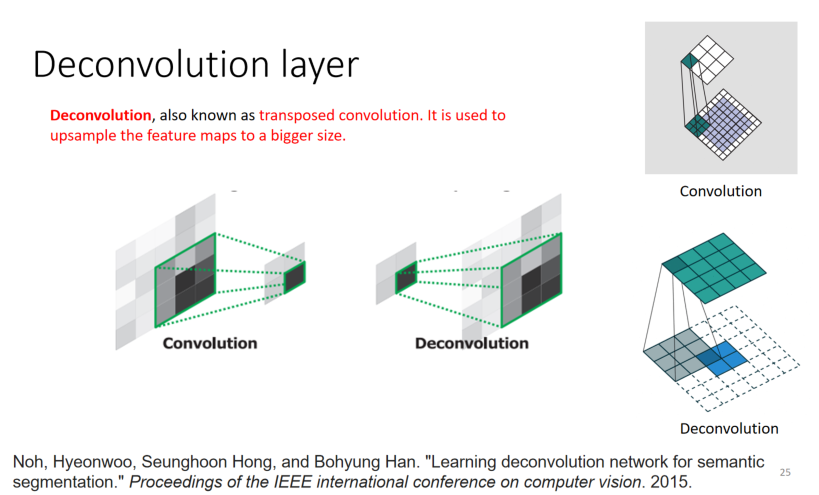 Deconvolution layer
Deconvolution, also known as transposed convolution. It is used to
upsample the feature maps to a bigger size.
Convolution
Convolution
Deconvolution
Deconvolution
Noh, Hyeonwoo, Seunghoon Hong, and Bohyung Han. "Learning deconvolution network for semantic
segmentation." Proceedings of the IEEE international conference on computer vision. 2015.
25